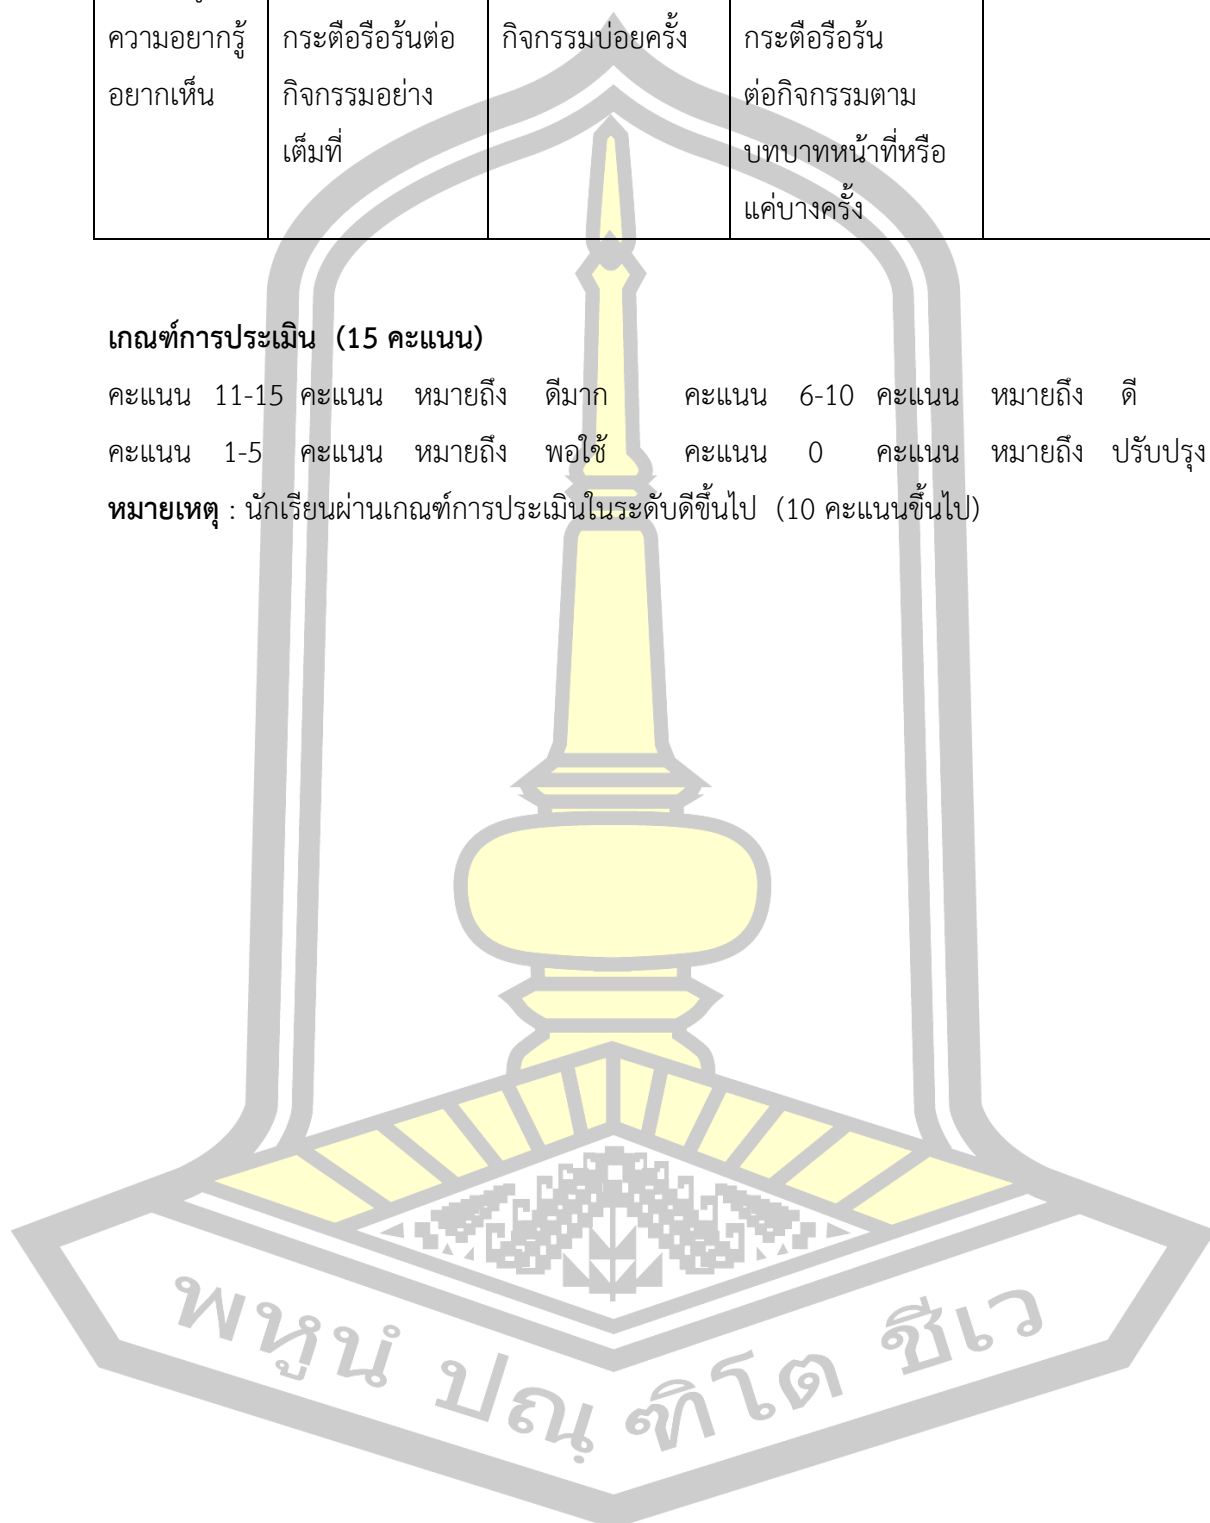 ความอยากรู้ กระตือรือร้นต่อ กิจกรรมบ่อยครั้ง กระตือรือร้น
อยากเห็น กิจกรรมอย่าง ต่อกิจกรรมตาม
เต็มที่ บทบาทหน้าที่หรือ
แค่บางครั้ง
เกณฑ์การประเมิน (15 คะแนน)
คะแนน 11-15 คะแนน หมายถึง ดีมาก คะแนน 6-10 คะแนน หมายถึง ดี
คะแนน 1-5 คะแนน หมายถึง พอใช้ คะแนน 0 คะแนน หมายถึง ปรับปรุง
หมายเหตุ : นักเรียนผ่านเกณฑ์การประเมินในระดับดีขึ้นไป (10 คะแนนขึ้นไป)
พหูนํ ปณฺฑิโต ชีเว